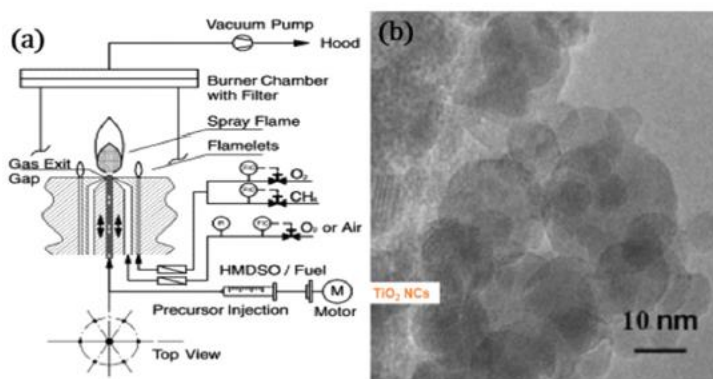 (a)
Vacuum Pump
Hood
Burner Chamber
with Filter
Spray Flame
Gas Exit
Gap
Flamelets
O₂
CH₄
O₂ or Air
HMDSO / Fuel
M
Precursor Injection
Motor
Top View
(b)
TiO₂ NCs
10 nm